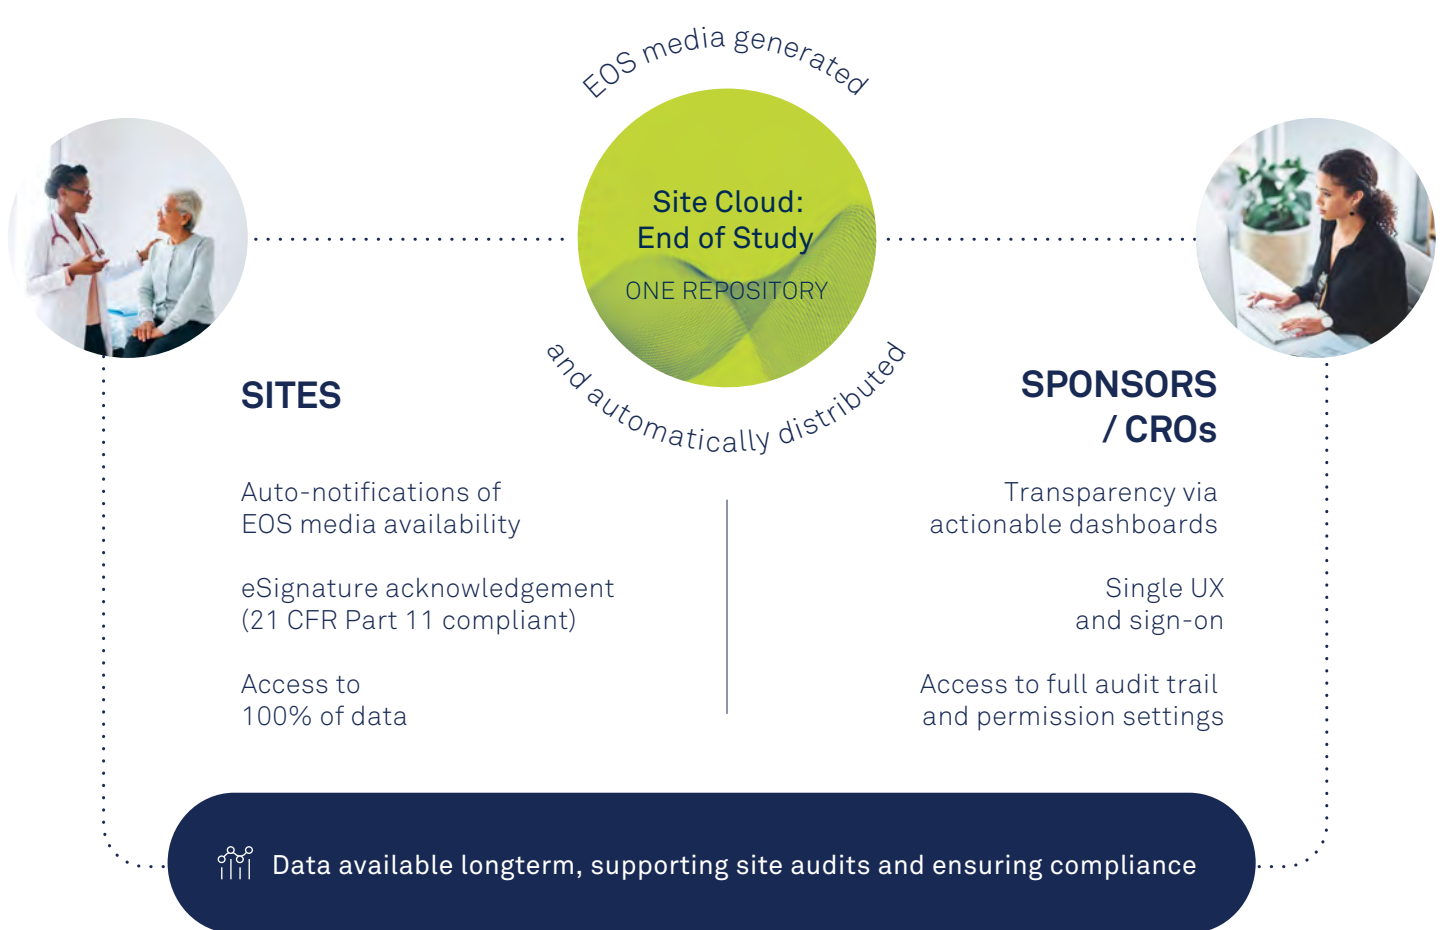 EOS media generated
Site Cloud:
End of Study
ONE REPOSITORY
and automatically distributed
SITES
Auto-notifications of
EOS media availability
eSignature acknowledgement
(21 CFR Part 11 compliant)
Access to
100% of data
SPONSORS
/ CROs
Transparency via
actionable dashboards
Single UX
and sign-on
Access to full audit trail
and permission settings
Data available longterm, supporting site audits and ensuring compliance